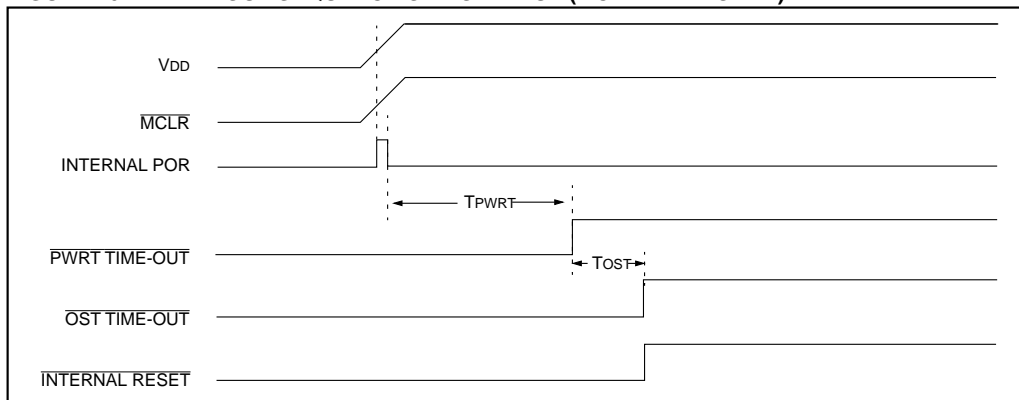 VDD
MCLR
INTERNAL POR
TPWRT
PWRT TIME-OUT
TOST
OST TIME-OUT
INTERNAL RESET